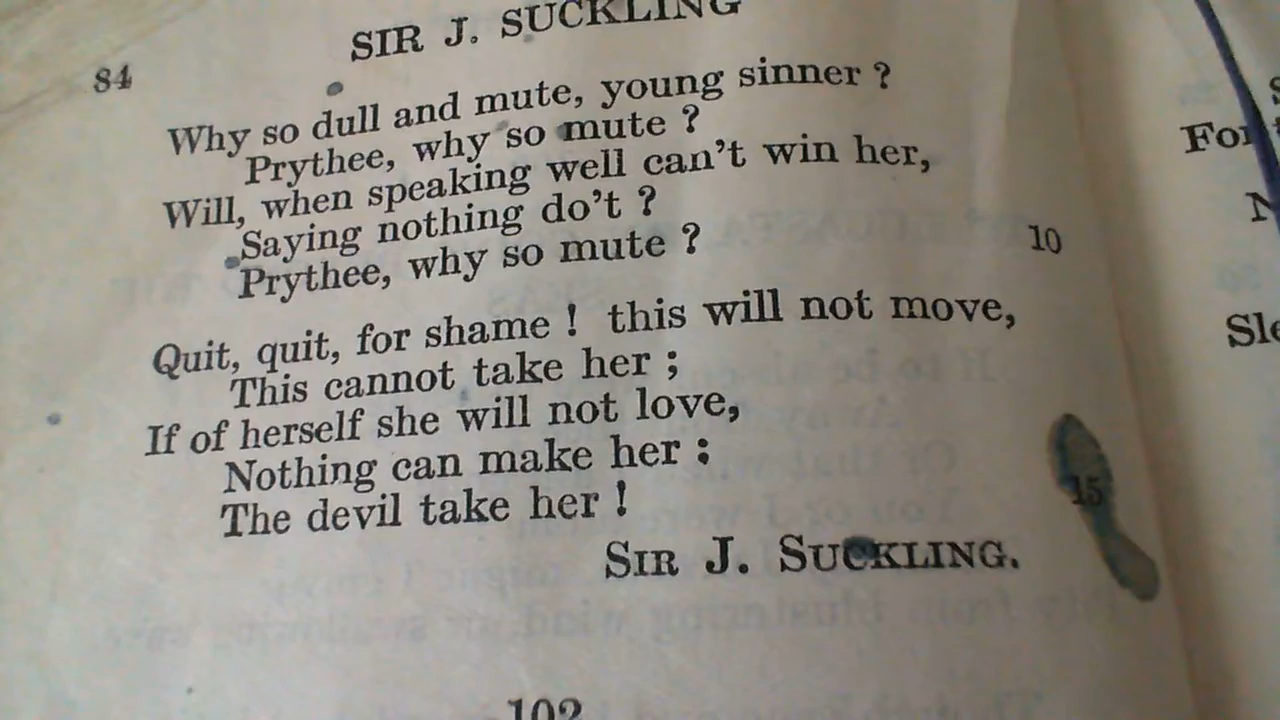 SIR J. SUCKLING
84
Why so dull and mute, young sinner ?
Prythee, why so mute ?
Will, when speaking well can't win her,
Saying nothing do't ?
Prythee, why so mute ?
10
Quit, quit, for shame ! this will not move,
This cannot take her ;
If of herself she will not love,
Nothing can make her :
The devil take her !
15
SIR J. SUCKLING.
102